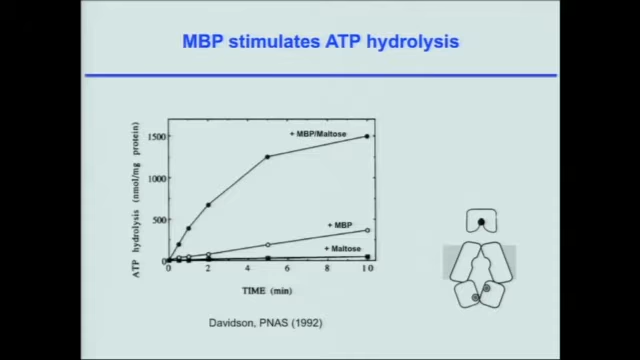 MBP stimulates ATP hydrolysis
ATP hydrolysis (nmol/mg protein)
1500
1000
500
0
+ MBP/Maltose
+ MBP
+ Maltose
0 2 4 6 8 10
TIME (min)
Davidson, PNAS (1992)